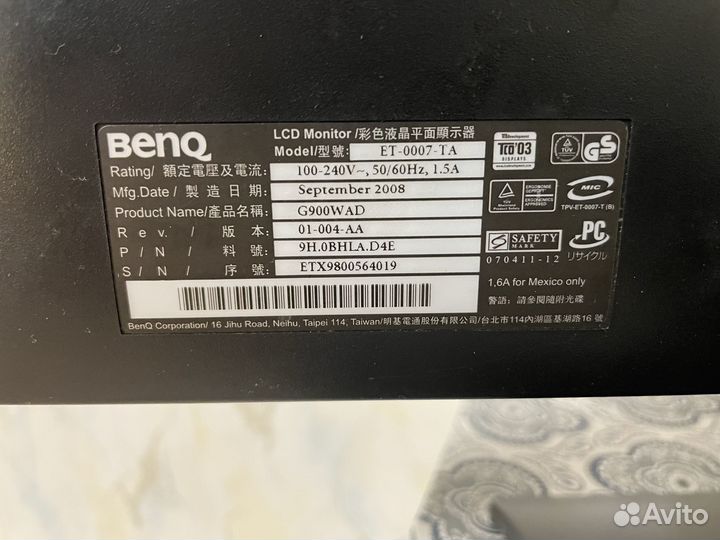 BenQ
LCD Monitor /彩色液晶平面顯示器
Model/型號: ET-0007-TA
Rating/ 額定電壓及電流: 100-240V~, 50/60Hz, 1.5A
Mfg.Date/ 製造日期: September 2008
Product Name/產品名稱: G900WAD
Rev./ 版本: 01-004-AA
P/N/ 料號: 9H.0BHLA.D4E
S/N/ 序號: ETX9800564019
BenQ Corporation/ 16 Jihu Road, Neihu, Taipei 114, Taiwan/明基電通股份有限公司/台北市114內湖區基湖路16號
TCO'03
DISPLAYS
TÜV
GS
MIC
TPV-ET-0007-T (B)
S SAFETY
MARK
070411-12
PC
リサイクル
1,6A for Mexico only
警語: 請參閱隨附光碟
Avito